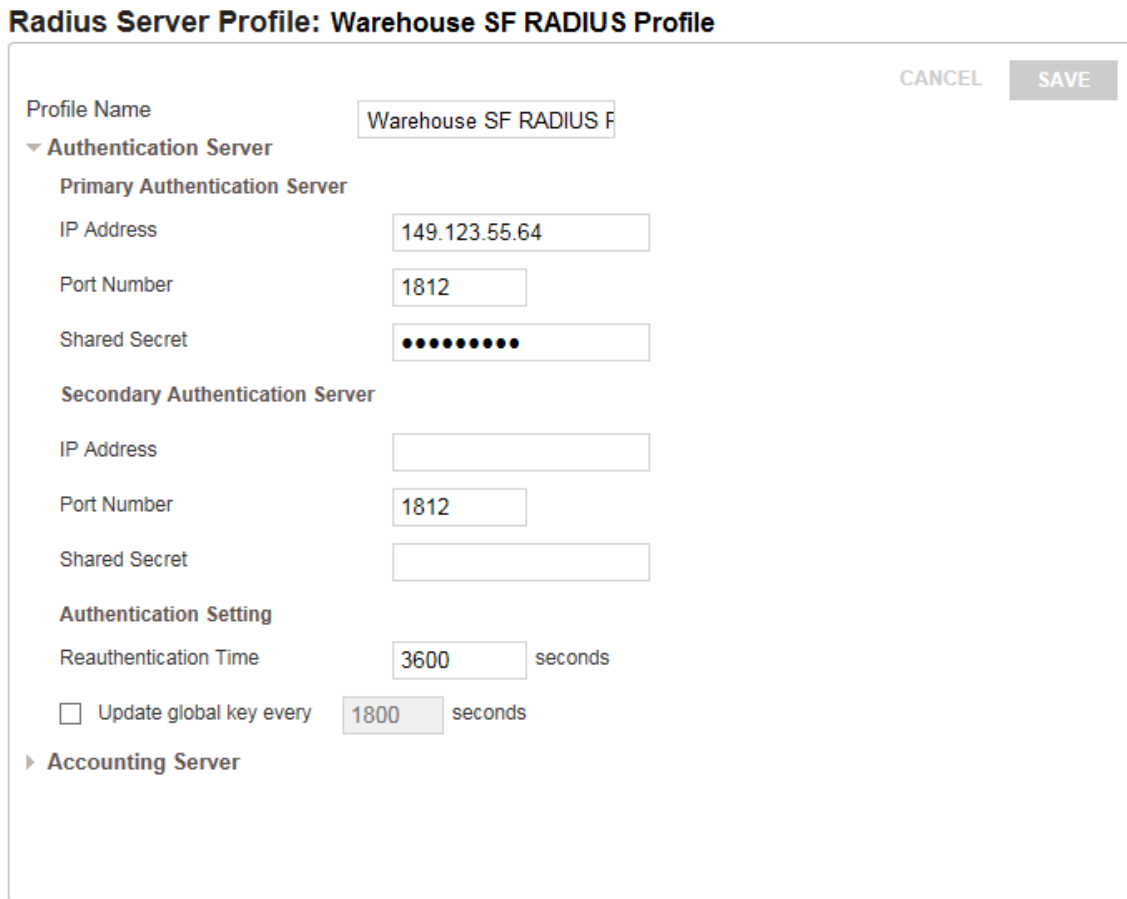 Radius Server Profile: Warehouse SF RADIUS Profile
CANCEL SAVE
Profile Name Warehouse SF RADIUS P
Authentication Server
Primary Authentication Server
IP Address 149.123.55.64
Port Number 1812
Shared Secret •••••••••
Secondary Authentication Server
IP Address
Port Number 1812
Shared Secret
Authentication Setting
Reauthentication Time 3600 seconds
Update global key every 1800 seconds
Accounting Server